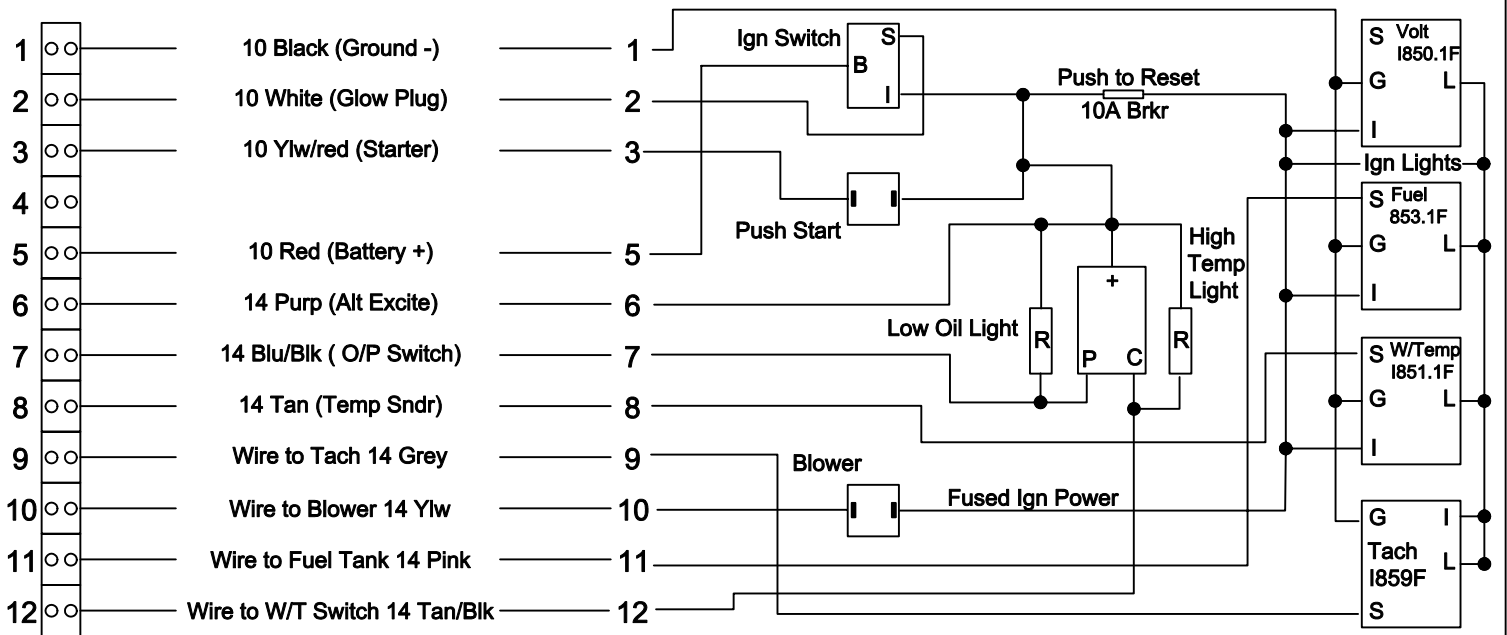 1 10 Black (Ground -) 1
2 10 White (Glow Plug) 2
3 10 Ylw/red (Starter) 3
4
5 10 Red (Battery +) 5
6 14 Purp (Alt Excite) 6
7 14 Blu/Blk ( O/P Switch) 7
8 14 Tan (Temp Sndr) 8
9 Wire to Tach 14 Grey 9
10 Wire to Blower 14 Ylw 10
11 Wire to Fuel Tank 14 Pink 11
12 Wire to W/T Switch 14 Tan/Blk 12
Ign Switch
S
B
I
Push to Reset
10A Brkr
Push Start
Low Oil Light
R
+
P C
High
Temp
Light
R
Blower
Fused Ign Power
S Volt
I850.1F
G L
I
Ign Lights
S Fuel
853.1F
G L
I
S W/Temp
I851.1F
G L
I
G I
Tach L
I859F
S